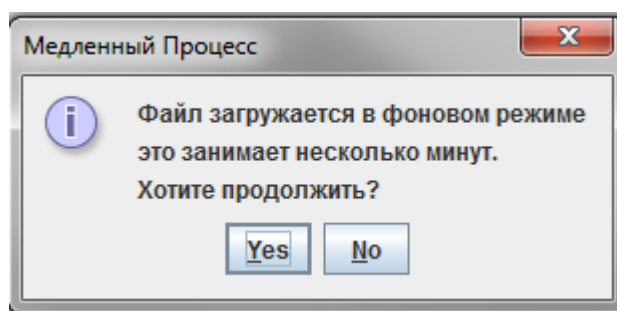 Медленный Процесс
Файл загружается в фоновом режиме
это занимает несколько минут.
Хотите продолжить?
Yes No